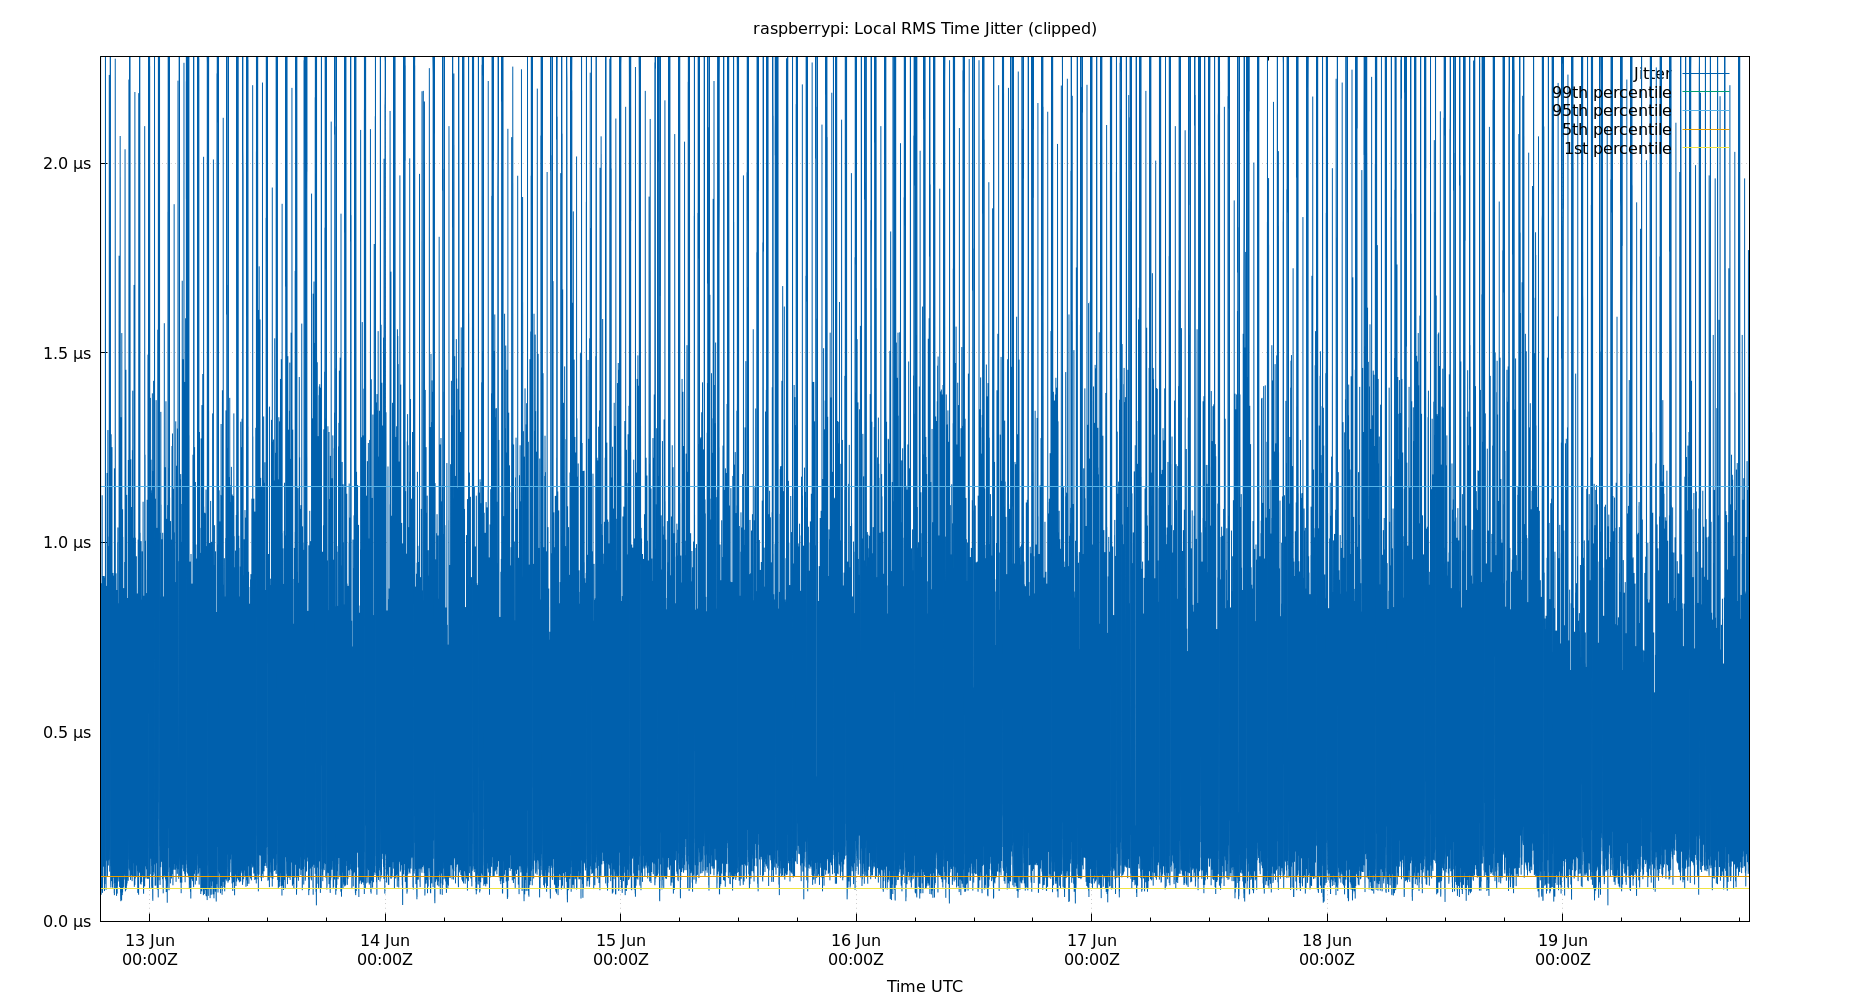 raspberrypi: Local RMS Time Jitter (clipped)
Jitter
99th percentile
95th percentile
5th percentile
1st percentile
2.0 µs
1.5 µs
1.0 µs
0.5 µs
0.0 µs
13 Jun 14 Jun 15 Jun 16 Jun 17 Jun 18 Jun 19 Jun
00:00Z 00:00Z 00:00Z 00:00Z 00:00Z 00:00Z 00:00Z
Time UTC